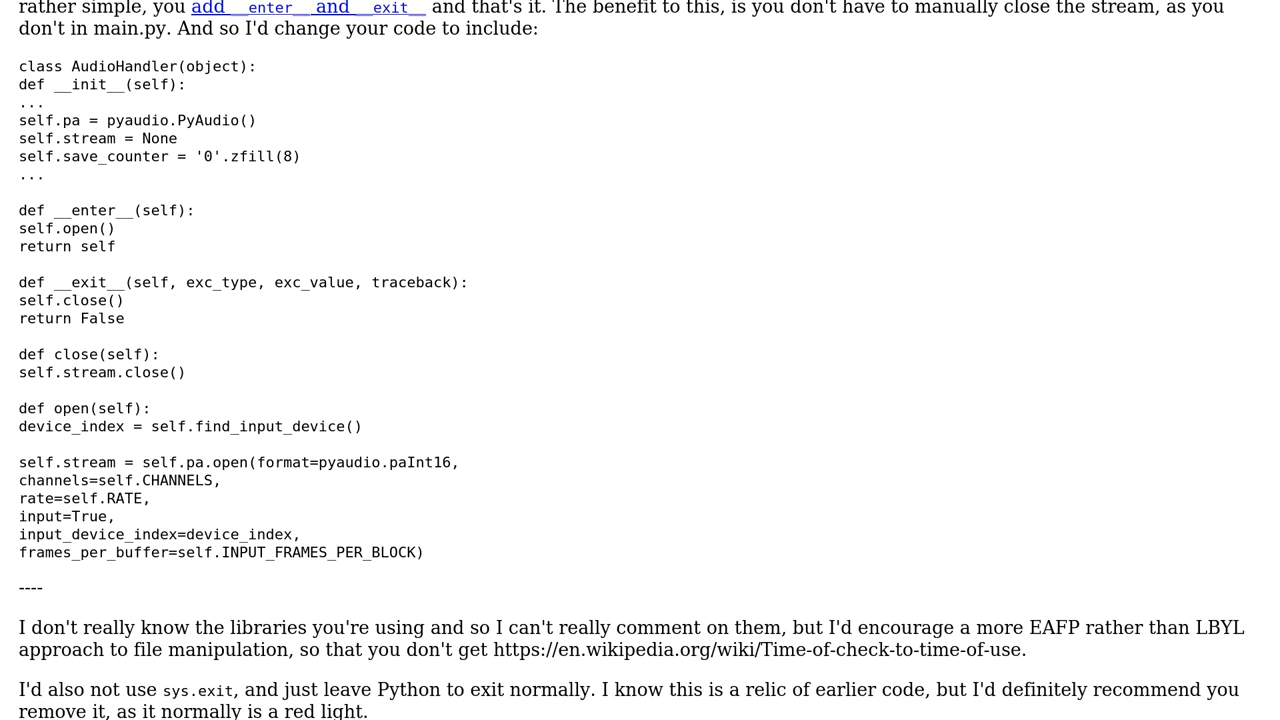 rather simple, you add __enter__ and __exit__ and that's it. The benefit to this, is you don't have to manually close the stream, as you
don't in main.py. And so I'd change your code to include:
class AudioHandler(object):
def __init__(self):
...
self.pa = pyaudio.PyAudio()
self.stream = None
self.save_counter = '0'.zfill(8)
...
def __enter__(self):
self.open()
return self
def __exit__(self, exc_type, exc_value, traceback):
self.close()
return False
def close(self):
self.stream.close()
def open(self):
device_index = self.find_input_device()
self.stream = self.pa.open(format=pyaudio.paInt16,
channels=self.CHANNELS,
rate=self.RATE,
input=True,
input_device_index=device_index,
frames_per_buffer=self.INPUT_FRAMES_PER_BLOCK)
----
I don't really know the libraries you're using and so I can't really comment on them, but I'd encourage a more EAFP rather than LBYL
approach to file manipulation, so that you don't get https://en.wikipedia.org/wiki/Time-of-check-to-time-of-use.
I'd also not use sys.exit, and just leave Python to exit normally. I know this is a relic of earlier code, but I'd definitely recommend you
remove it, as it normally is a red light.